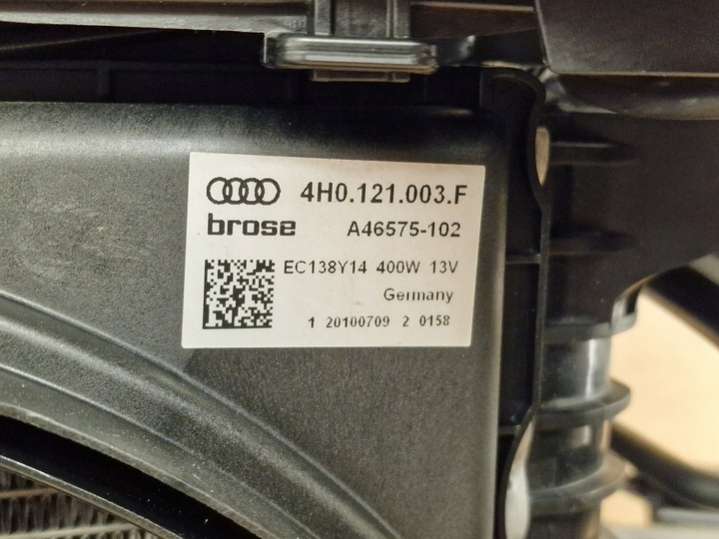 4H0.121.003.F
brose A46575-102
EC138Y14 400W 13V
Germany
1 20100709 2 0158